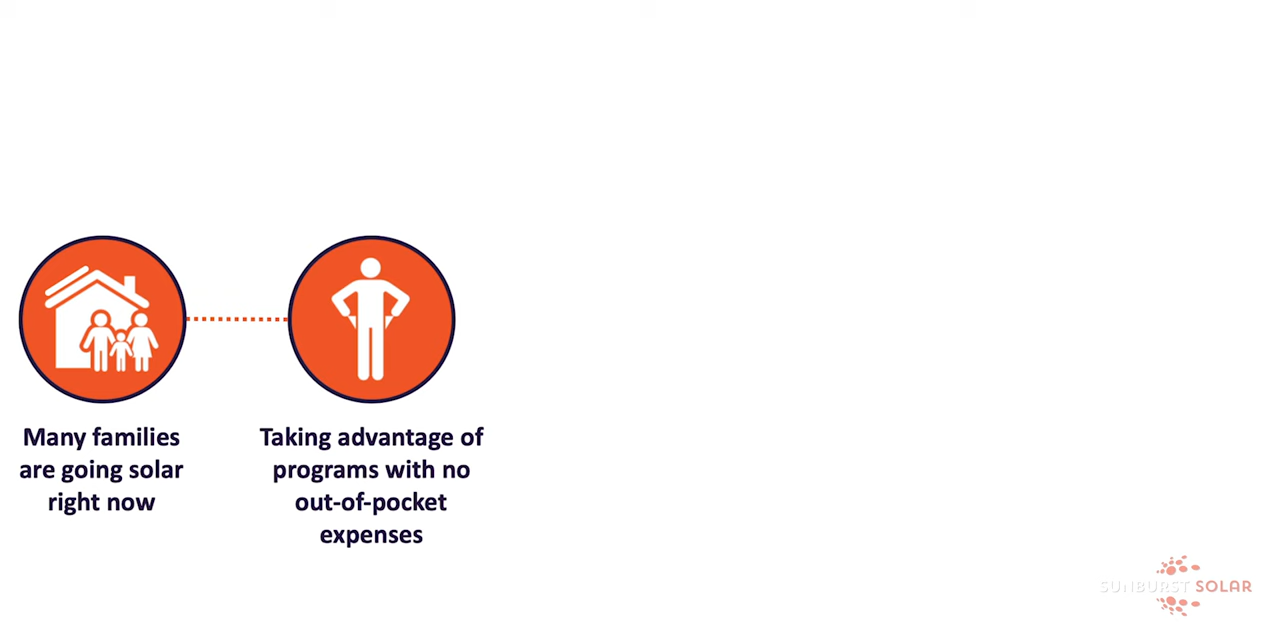 Many families
are going solar
right now
Taking advantage of
programs with no
out-of-pocket
expenses
SUNBURST SOLAR